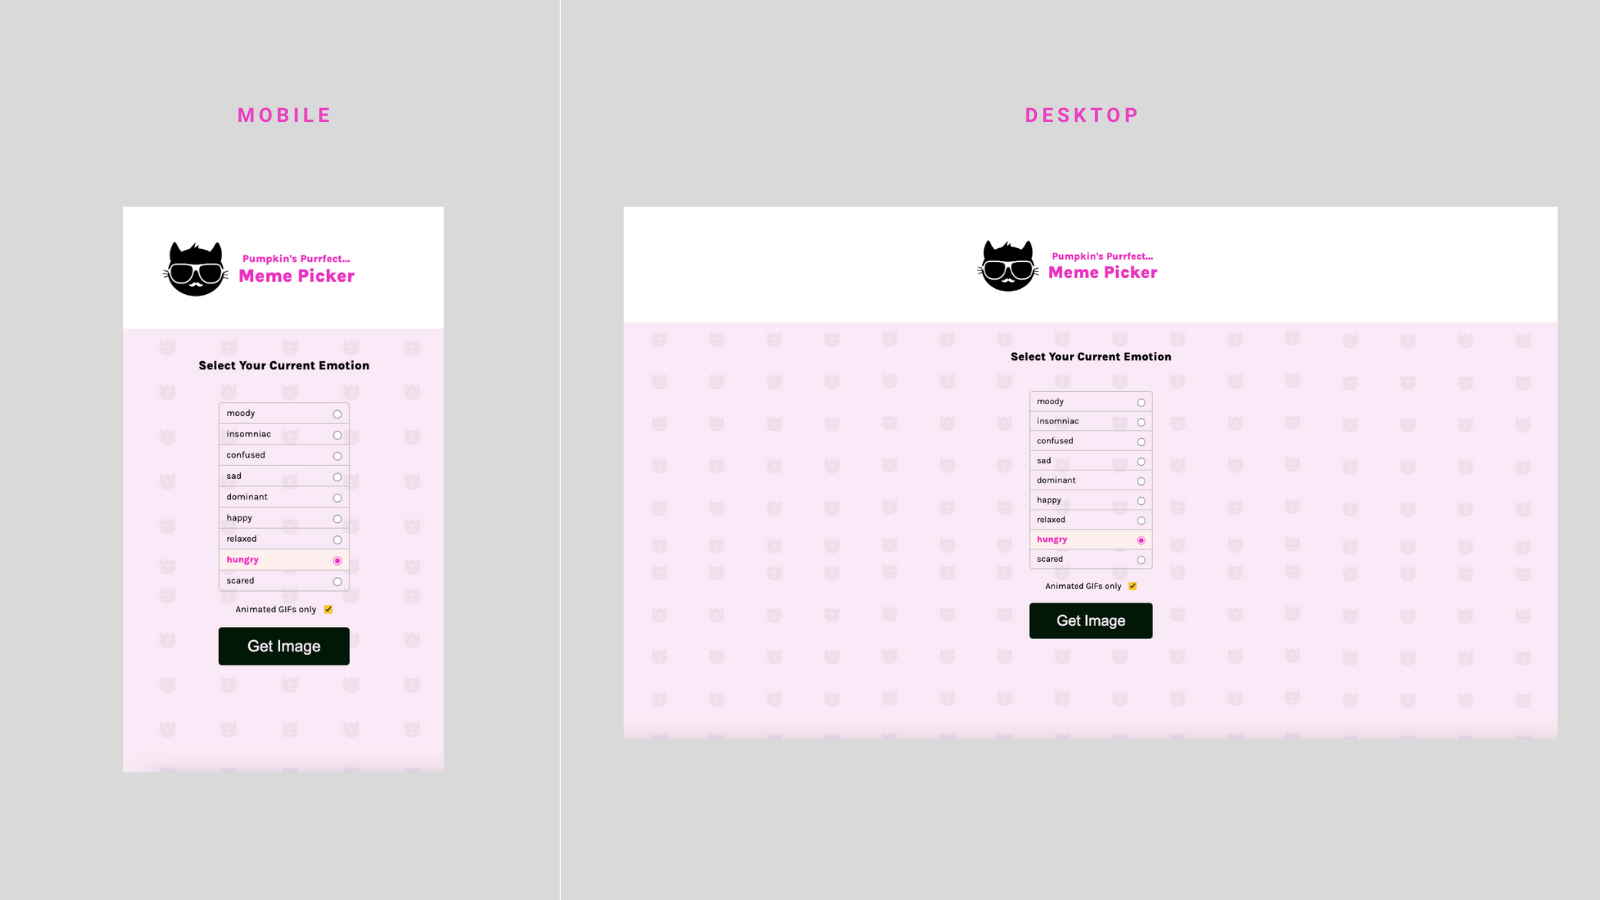 MOBILE
Pumpkin's Purrfect...
Meme Picker
Select Your Current Emotion
moody
insomniac
confused
sad
dominant
happy
relaxed
hungry
scared
Animated GIFs only
Get Image
DESKTOP
Pumpkin's Purrfect...
Meme Picker
Select Your Current Emotion
moody
insomniac
confused
sad
dominant
happy
relaxed
hungry
scared
Animated GIFs only
Get Image